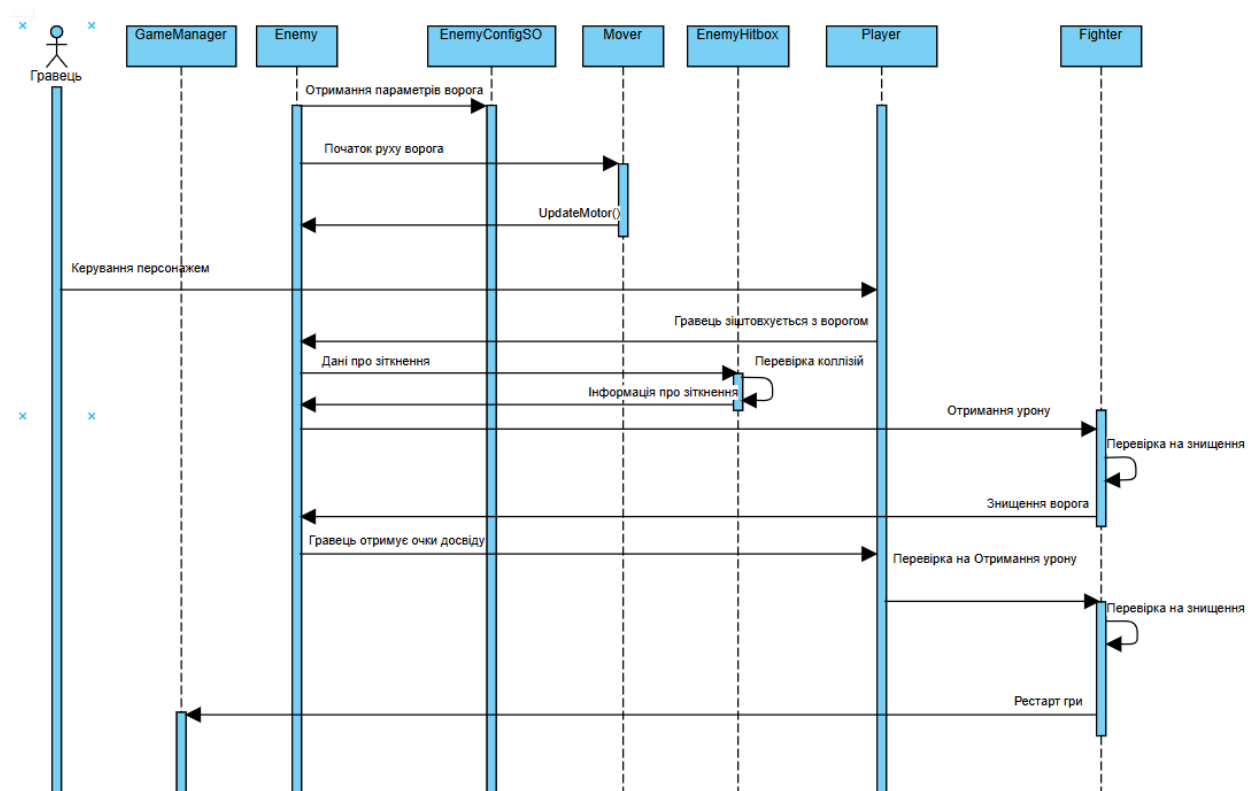 GameManager
Enemy
EnemyConfigSO
Mover
EnemyHitbox
Player
Fighter
Гравець
Отримання параметрів ворога
Початок руху ворога
UpdateMotor()
Керування персонажем
Гравець зіштовхується з ворогом
Дані про зіткнення
Перевірка коллізій
Інформація про зіткнення
Отримання урону
Перевірка на знищення
Знищення ворога
Гравець отримує очки досвіду
Перевірка на Отримання урону
Перевірка на знищення
Рестарт гри